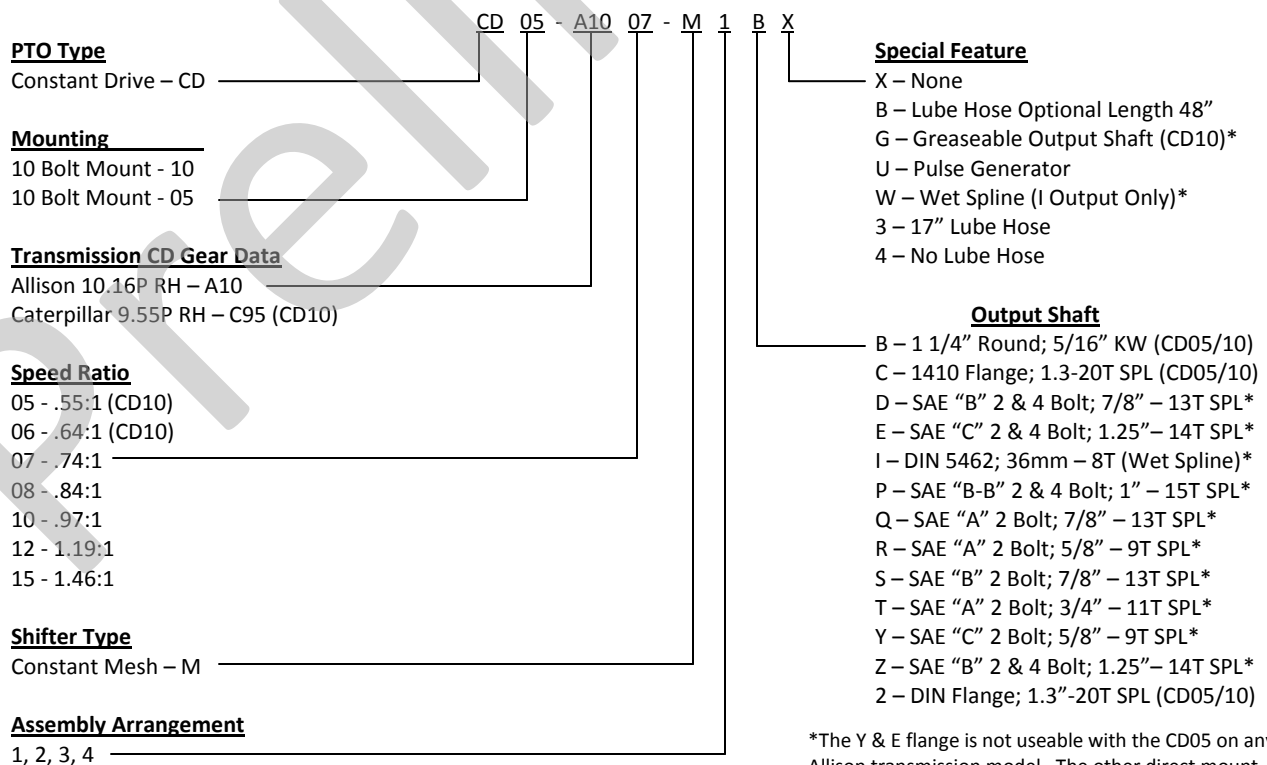 CD 05 - A10 07 - M 1 B X
PTO Type
Constant Drive – CD
Mounting
10 Bolt Mount - 10
10 Bolt Mount - 05
Transmission CD Gear Data
Allison 10.16P RH – A10
Caterpillar 9.55P RH – C95 (CD10)
Speed Ratio
05 - .55:1 (CD10)
06 - .64:1 (CD10)
07 - .74:1
08 - .84:1
10 - .97:1
12 - 1.19:1
15 - 1.46:1
Shifter Type
Constant Mesh – M
Assembly Arrangement
1, 2, 3, 4
Special Feature
X – None
B – Lube Hose Optional Length 48”
G – Greaseable Output Shaft (CD10)*
U – Pulse Generator
W – Wet Spline (I Output Only)*
3 – 17” Lube Hose
4 – No Lube Hose
Output Shaft
B – 1 1/4” Round; 5/16” KW (CD05/10)
C – 1410 Flange; 1.3-20T SPL (CD05/10)
D – SAE “B” 2 & 4 Bolt; 7/8” – 13T SPL*
E – SAE “C” 2 & 4 Bolt; 1.25”– 14T SPL*
I – DIN 5462; 36mm – 8T (Wet Spline)*
P – SAE “B-B” 2 & 4 Bolt; 1” – 15T SPL*
Q – SAE “A” 2 Bolt; 7/8” – 13T SPL*
R – SAE “A” 2 Bolt; 5/8” – 9T SPL*
S – SAE “B” 2 Bolt; 7/8” – 13T SPL*
T – SAE “A” 2 Bolt; 3/4” – 11T SPL*
Y – SAE “C” 2 Bolt; 5/8” – 9T SPL*
Z – SAE “B” 2 & 4 Bolt; 1.25”– 14T SPL*
2 – DIN Flange; 1.3”-20T SPL (CD05/10)
*The Y & E flange is not useable with the CD05 on any